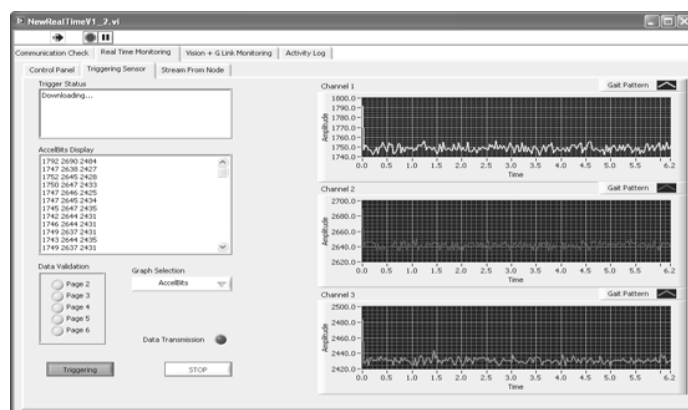 NewRealTimeV1_2.vi
Communication Check Real Time Monitoring Vision + G Link Monitoring Activity Log
Control Panel Triggering Sensor Stream From Node
Trigger Status
Downloading...
AccelBits Display
1792 2690 2484
1747 2638 2427
1752 2645 2428
1750 2647 2433
1747 2646 2425
1747 2645 2434
1745 2647 2435
1742 2644 2431
1746 2644 2431
1749 2637 2431
1743 2644 2435
1749 2637 2431
Data Validation
Page 2
Page 3
Page 4
Page 5
Page 6
Graph Selection
AccelBits
Data Transmission
Triggering
STOP
Channel 1
Gait Pattern
1800.0
1790.0
1780.0
1770.0
1760.0
1750.0
1740.0
Amplitude
0.0 0.5 1.0 1.5 2.0 2.5 3.0 3.5 4.0 4.5 5.0 5.5 6.2
Time
Channel 2
Gait Pattern
2700.0
2680.0
2660.0
2640.0
2620.0
Amplitude
0.0 0.5 1.0 1.5 2.0 2.5 3.0 3.5 4.0 4.5 5.0 5.5 6.2
Time
Channel 3
Gait Pattern
2500.0
2480.0
2460.0
2440.0
2420.0
Amplitude
0.0 0.5 1.0 1.5 2.0 2.5 3.0 3.5 4.0 4.5 5.0 5.5 6.2
Time